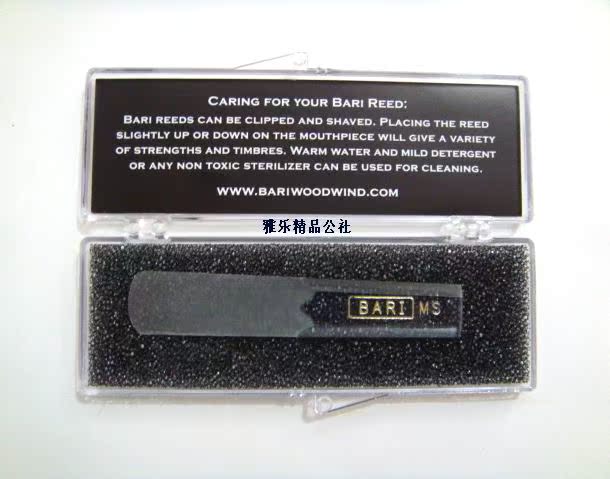 Caring for your Bari Reed:
Bari reeds can be clipped and shaved. Placing the reed
slightly up or down on the mouthpiece will give a variety
of strengths and timbres. Warm water and mild detergent
or any non toxic sterilizer can be used for cleaning.
www.bariwoodwind.com
雅乐精品公社
BARI MS